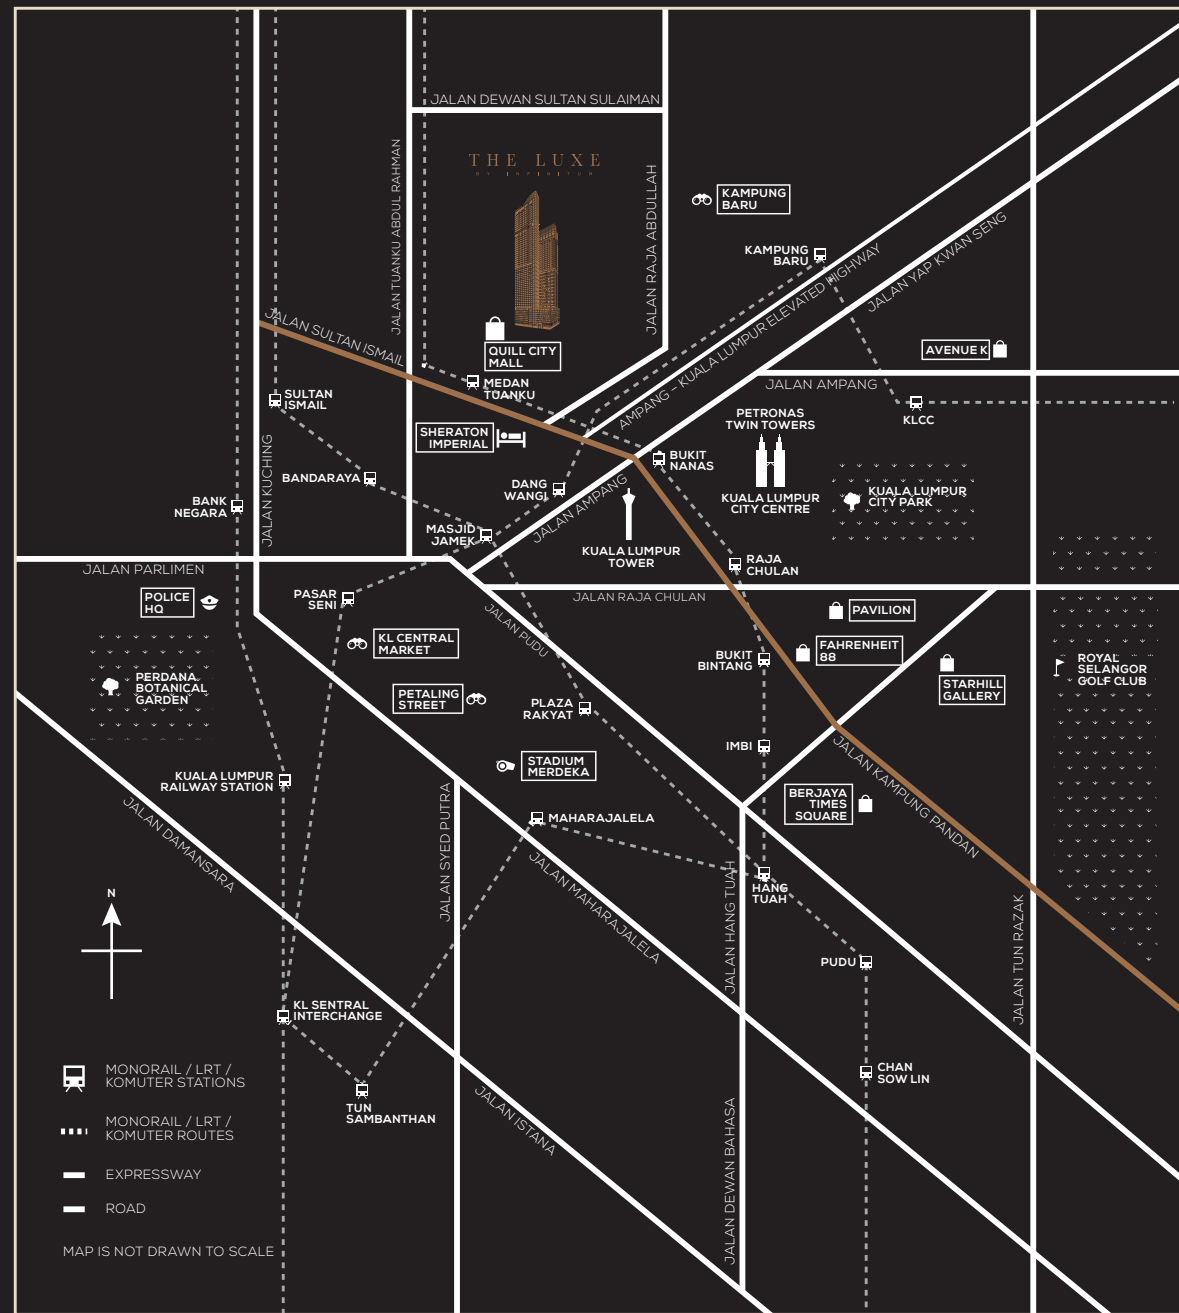 JALAN DEWAN SULTAN SULAIMAN
THE LUXE
BY INFINITUM
JALAN TUANKU ABDUL RAHMAN
JALAN RAJA ABDULLAH
KAMPUNG
BARU
KAMPUNG
BARU
AMPANG – KUALA LUMPUR ELEVATED HIGHWAY
JALAN YAP KWAN SENG
JALAN SULTAN ISMAIL
QUILL CITY
MALL
AVENUE K
MEDAN
TUANKU
JALAN AMPANG
SULTAN
ISMAIL
KLCC
PETRONAS
TWIN TOWERS
SHERATON
IMPERIAL
BUKIT
NANAS
JALAN KUCHING
BANDARAYA
DANG
WANGI
JALAN AMPANG
KUALA LUMPUR
CITY CENTRE
KUALA LUMPUR
CITY PARK
BANK
NEGARA
MASJID
JAMEK
KUALA LUMPUR
TOWER
RAJA
CHULAN
JALAN PARLIMEN
POLICE
HQ
PASAR
SENI
JALAN PUDU
JALAN RAJA CHULAN
PAVILION
KL CENTRAL
MARKET
FAHRENHEIT
88
BUKIT
BINTANG
STARHILL
GALLERY
ROYAL
SELANGOR
GOLF CLUB
PERDANA
BOTANICAL
GARDEN
PETALING
STREET
PLAZA
RAKYAT
IMBI
JALAN KAMPUNG PANDAN
STADIUM
MERDEKA
KUALA LUMPUR
RAILWAY STATION
BERJAYA
TIMES
SQUARE
JALAN DAMANSARA
JALAN SYED PUTRA
MAHARAJALELA
JALAN MAHARAJALELA
JALAN HANG TUAH
HANG
TUAH
N
PUDU
JALAN TUN RAZAK
KL SENTRAL
INTERCHANGE
MONORAIL / LRT /
KOMUTER STATIONS
CHAN
SOW LIN
TUN
SAMBANTHAN
JALAN ISTANA
JALAN DEWAN BAHASA
MONORAIL / LRT /
KOMUTER ROUTES
EXPRESSWAY
ROAD
MAP IS NOT DRAWN TO SCALE